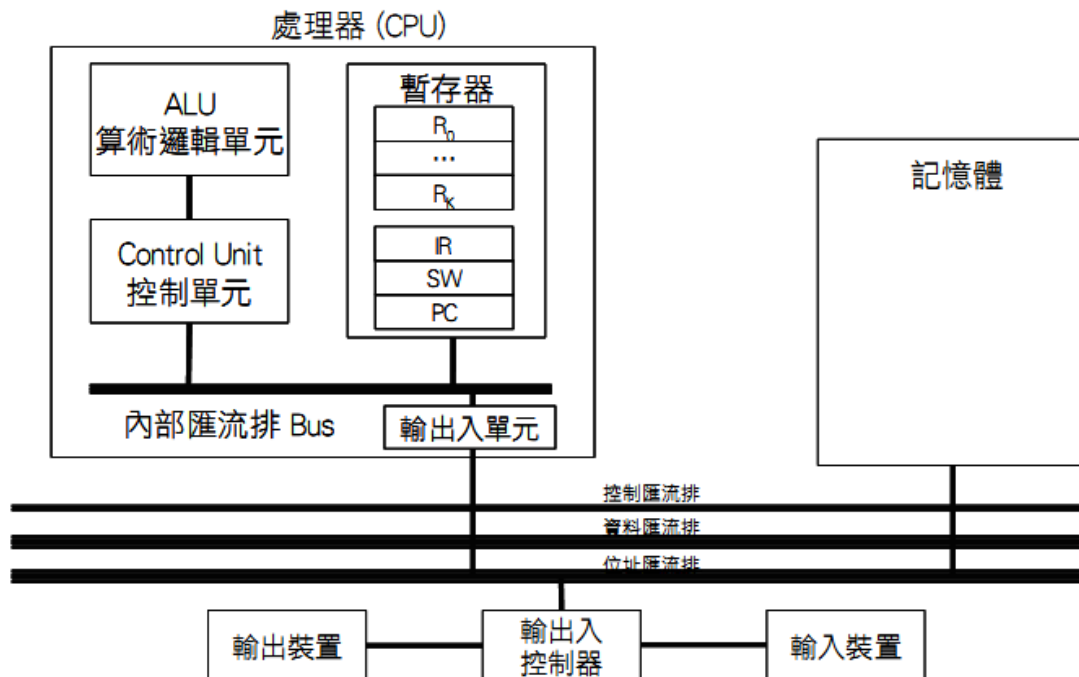 處理器 (CPU)
ALU
算術邏輯單元
Control Unit
控制單元
暫存器
R₀
...
Rₖ
IR
SW
PC
內部匯流排 Bus
輸出入單元
記憶體
控制匯流排
資料匯流排
位址匯流排
輸出裝置
輸出入
控制器
輸入裝置